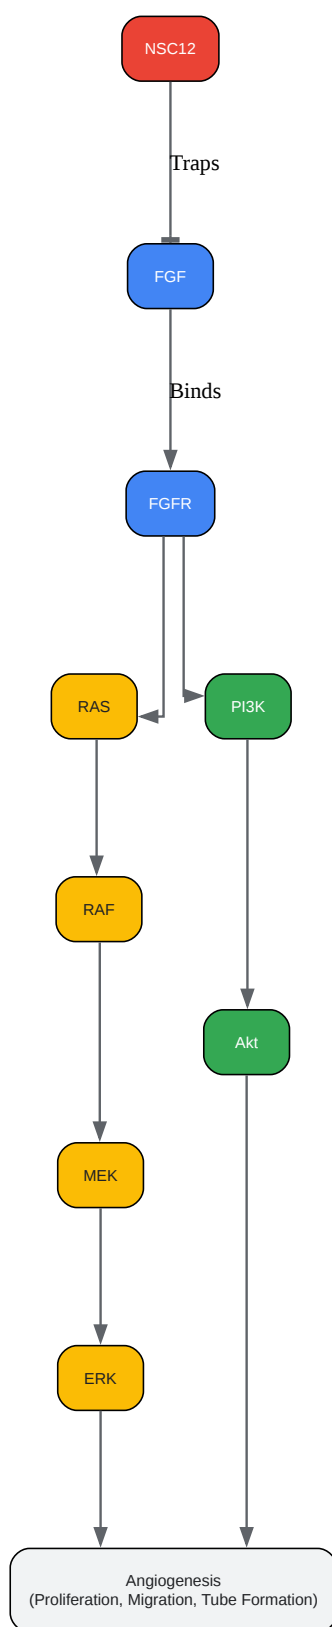 NSC12
Traps
FGF
Binds
FGFR
RAS
PI3K
RAF
Akt
MEK
ERK
Angiogenesis
(Proliferation, Migration, Tube Formation)